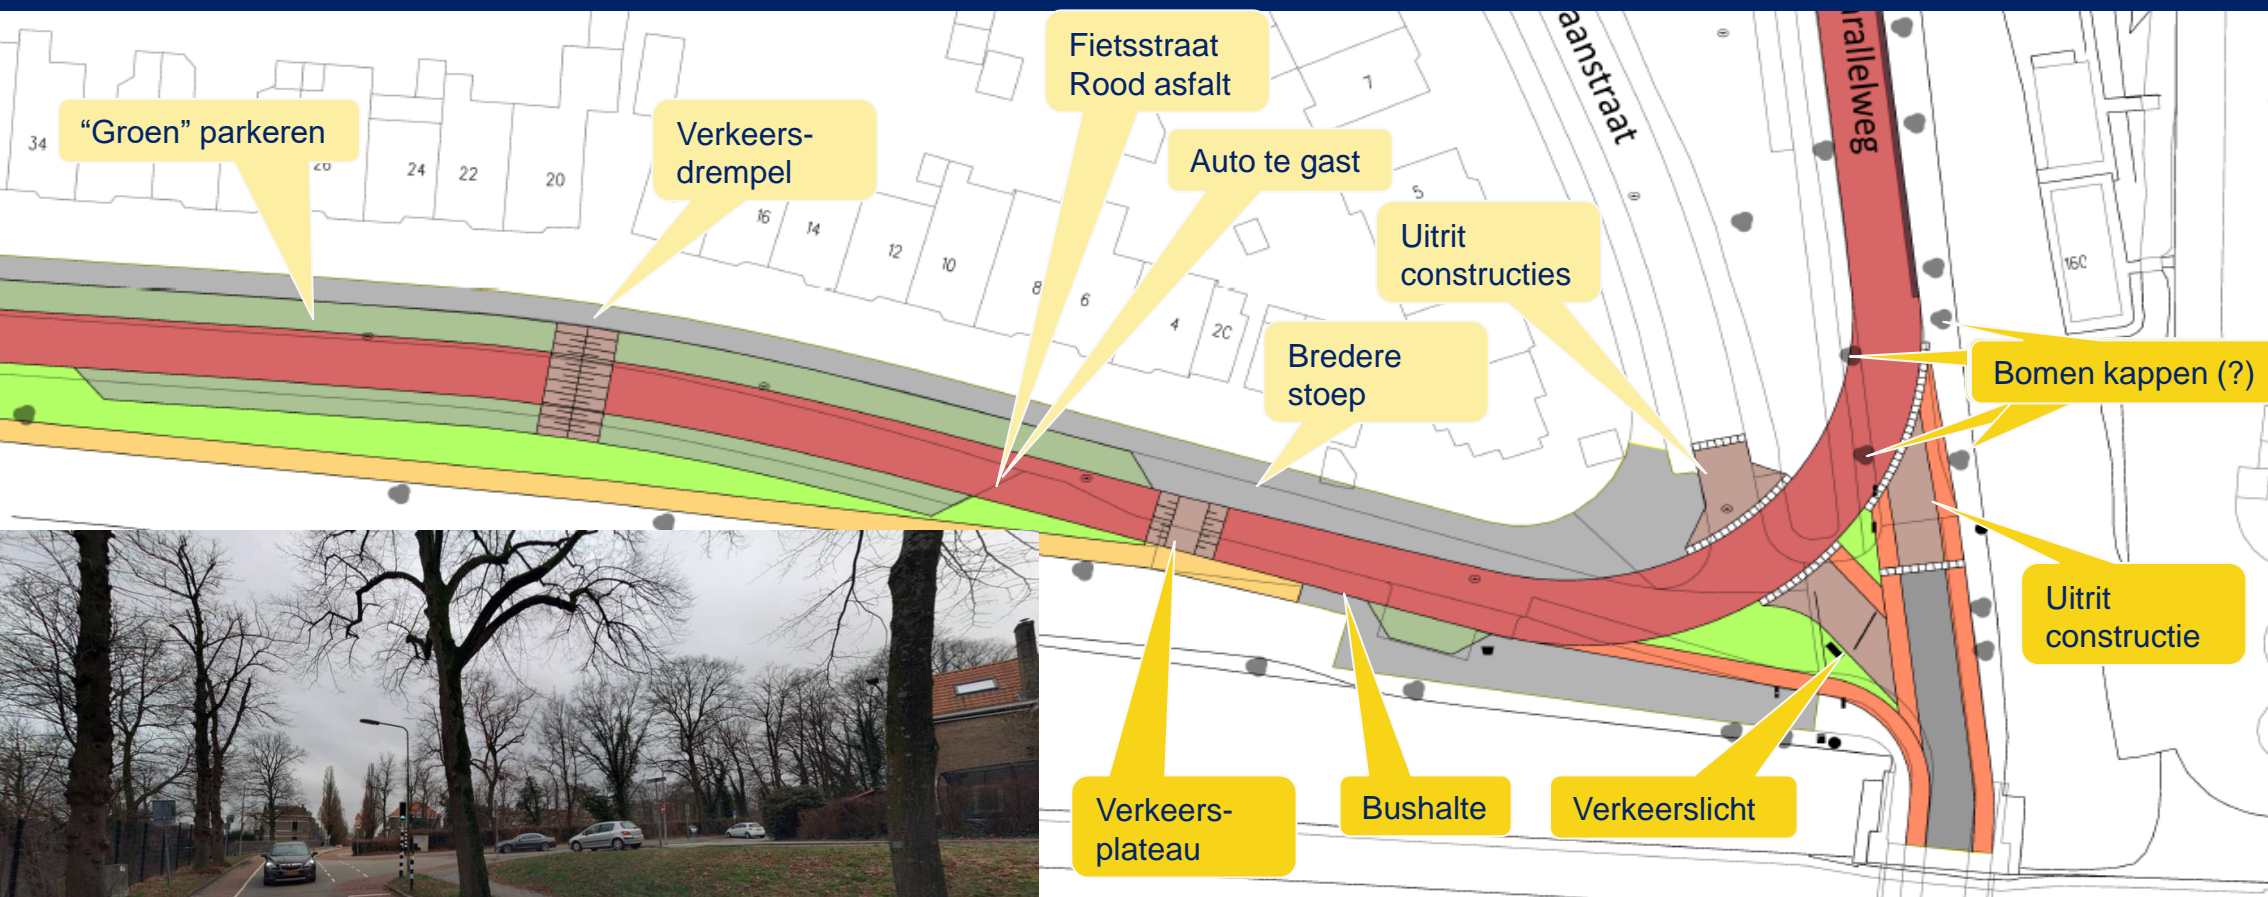 Fietsstraat
Rood asfalt
“Groen” parkeren
Verkeers-
drempel
Auto te gast
Uitrit
constructies
Bredere
stoep
Bomen kappen (?)
Uitrit
constructie
Verkeers-
plateau
Bushalte
Verkeerslicht
aanstraat
rallelweg
34
26
24
22
20
16
14
12
10
8
6
4
2C
5
7
16C